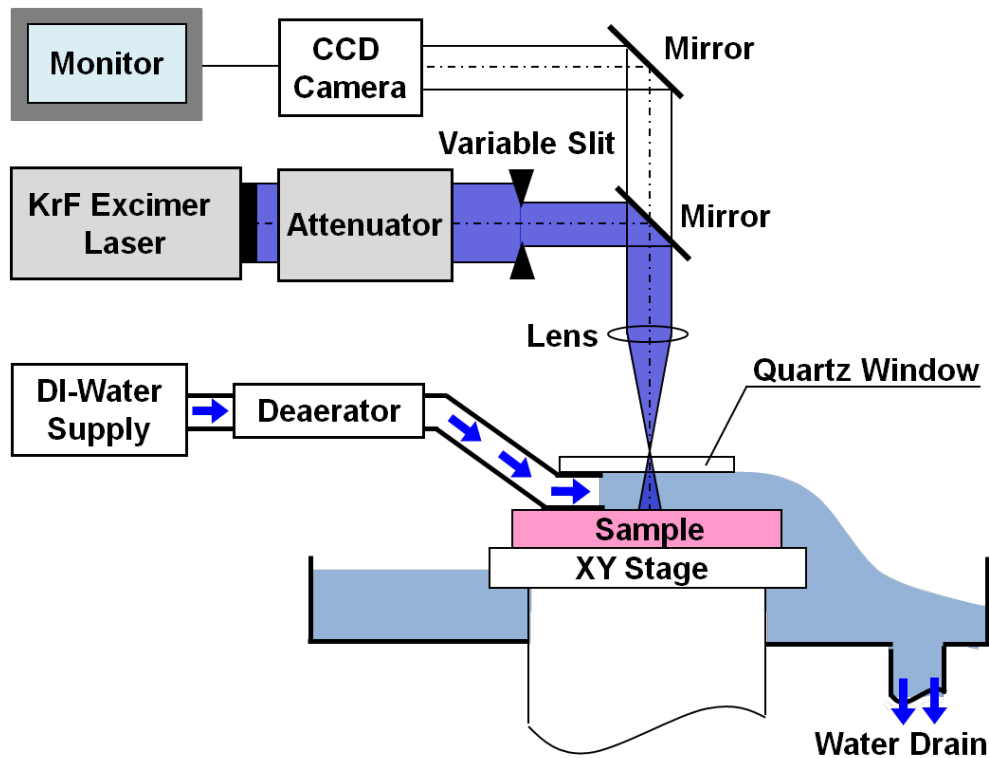 Monitor
CCD
Camera
Mirror
Variable Slit
KrF Excimer
Laser
Attenuator
Mirror
Lens
Quartz Window
DI-Water
Supply
Deaerator
Sample
XY Stage
Water Drain